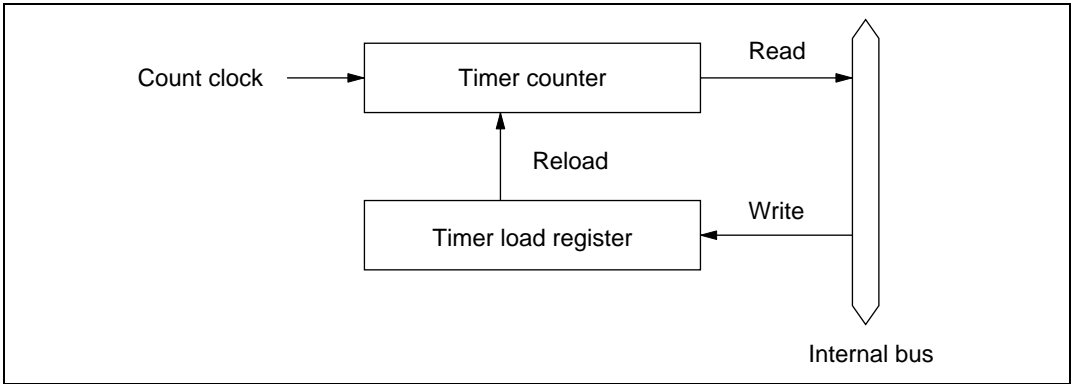 Read
Count clock
Timer counter
Reload
Write
Timer load register
Internal bus